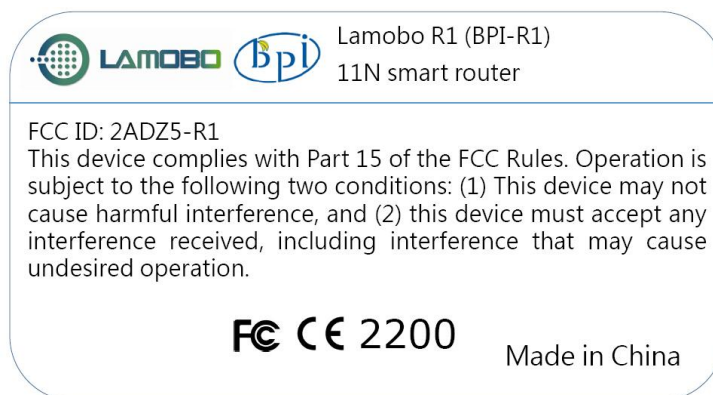 LAMOBO BPI Lamobo R1 (BPI-R1)
11N smart router
FCC ID: 2ADZ5-R1
This device complies with Part 15 of the FCC Rules. Operation is
subject to the following two conditions: (1) This device may not
cause harmful interference, and (2) this device must accept any
interference received, including interference that may cause
undesired operation.
FC CE 2200
Made in China